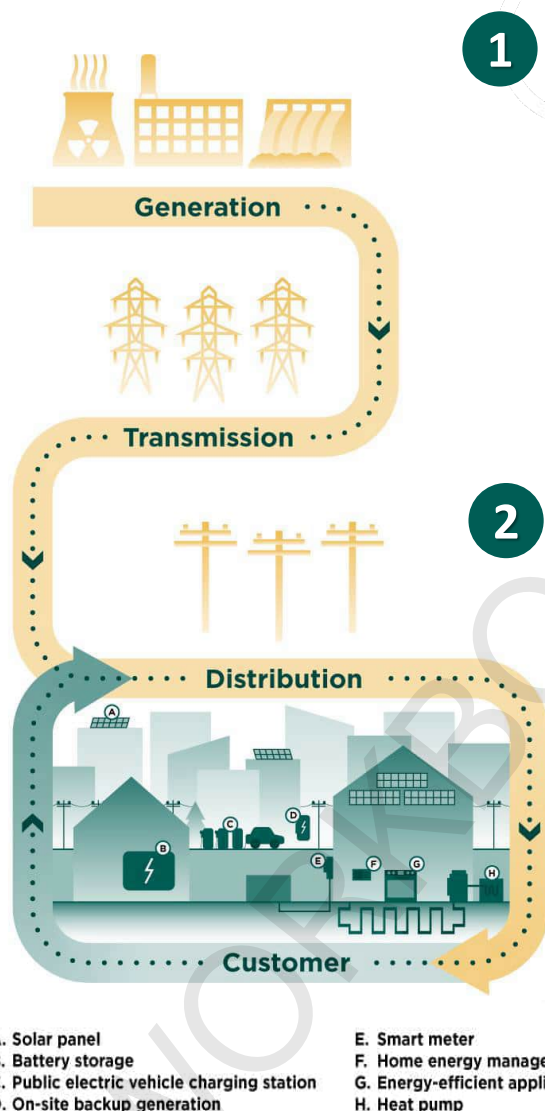 1
Generation
Transmission
2
Distribution
A
C
D
B
E
F
G
H
Customer
. Solar panel
. Battery storage
. Public electric vehicle charging station
. On-site backup generation
E. Smart meter
F. Home energy manage
G. Energy-efficient appli
H. Heat pump
WORKBO